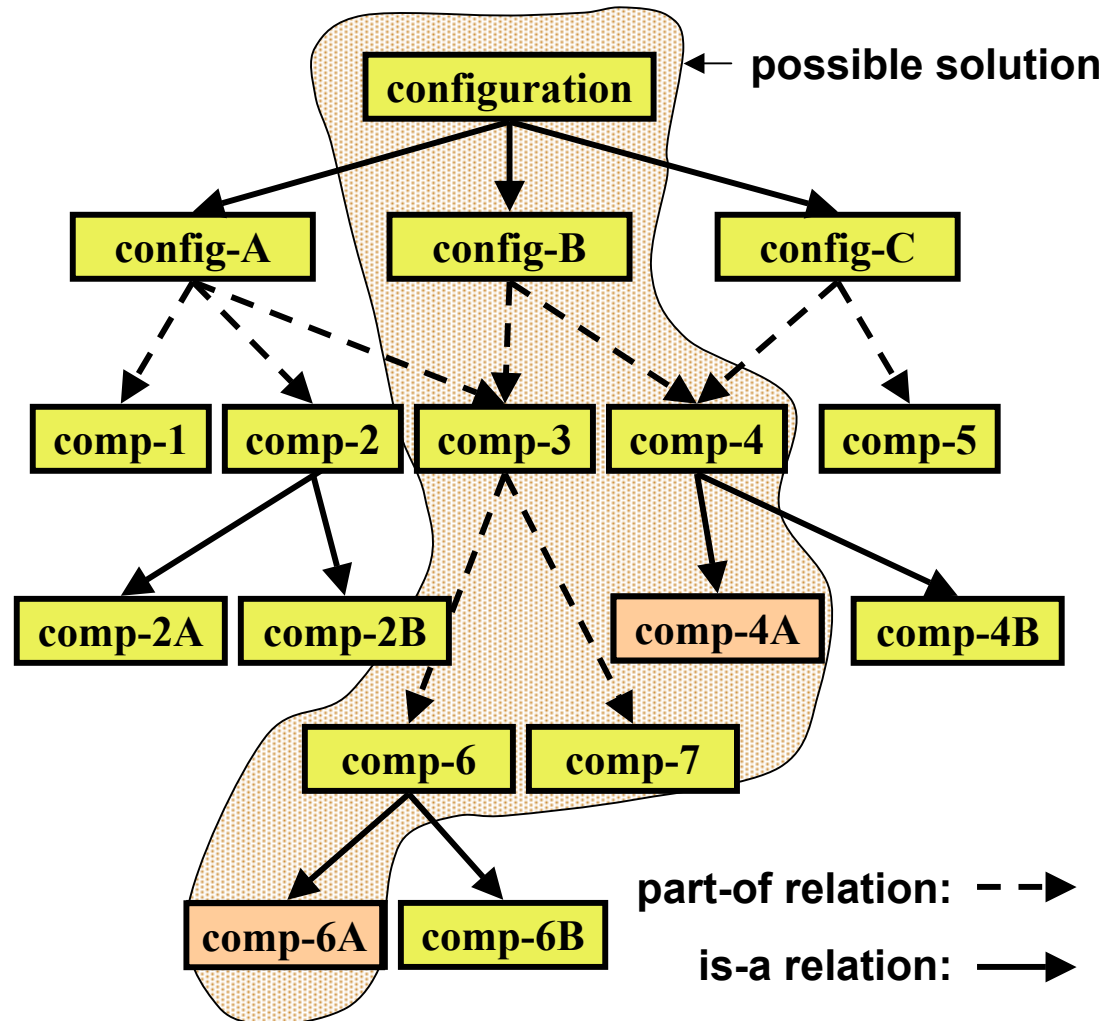 possible solution
configuration
config-A
config-B
config-C
comp-1
comp-2
comp-3
comp-4
comp-5
comp-2A
comp-2B
comp-4A
comp-4B
comp-6
comp-7
part-of relation:
comp-6A
comp-6B
is-a relation: